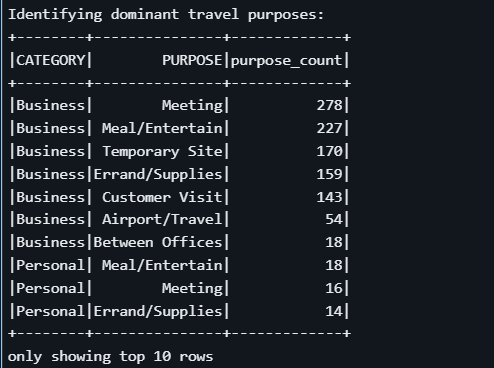 Identifying dominant travel purposes:
+--------+---------------+-------------+
|CATEGORY|        PURPOSE|purpose_count|
+--------+---------------+-------------+
|Business|        Meeting|          278|
|Business| Meal/Entertain|          227|
|Business| Temporary Site|          170|
|Business|Errand/Supplies|          159|
|Business| Customer Visit|          143|
|Business| Airport/Travel|           54|
|Business|Between Offices|           18|
|Personal| Meal/Entertain|           18|
|Personal|        Meeting|           16|
|Personal|Errand/Supplies|           14|
+--------+---------------+-------------+
only showing top 10 rows